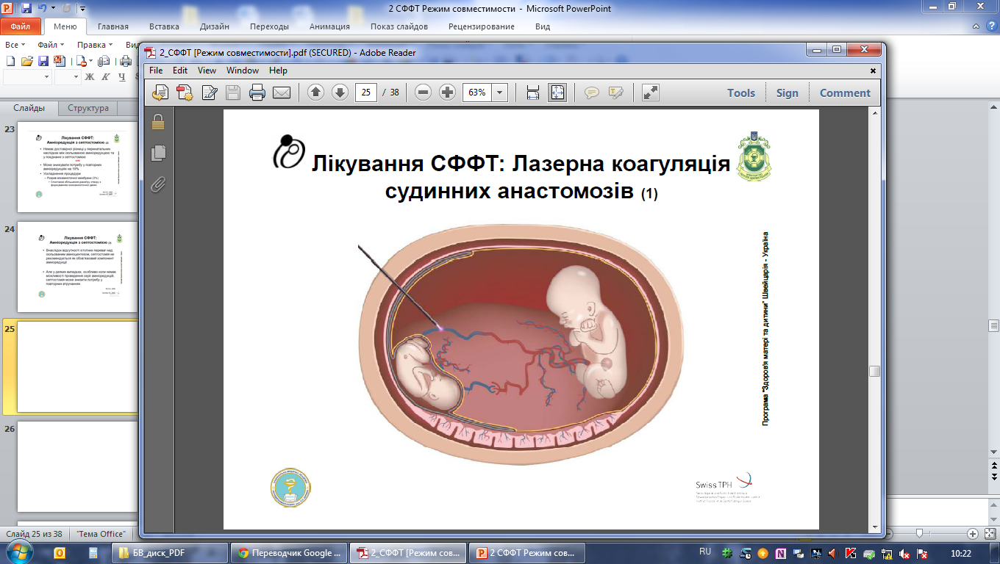 2 СФФТ Режим совместимости - Microsoft PowerPoint
Файл Меню Главная Вставка Дизайн Переходы Анимация Показ слайдов Рецензирование Вид
Все Файл Правка
Ж К Ч
Слайды Структура
2_СФФТ [Режим совместимости].pdf (SECURED) - Adobe Reader
File Edit View Window Help
25 / 38 63% Tools Sign Comment
23
Лікування СФФТ:
Амніоредукція з септостомією
24
Лікування СФФТ:
Амніоредукція з септостомією
25
26
Лікування СФФТ: Лазерна коагуляція
судинних анастомозів (1)
Програма "Здоров'я матері та дитини" Швейцарія - Україна
Swiss TPH
Слайд 25 из 38 "Тема Office"
БВ_диск_PDF Переводчик Google ... 2_СФФТ [Режим сов... 2 СФФТ Режим сов... RU 10:22